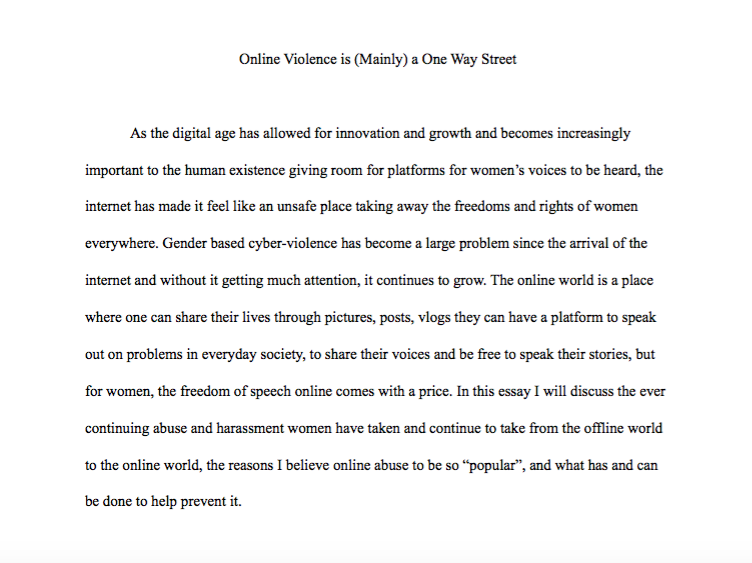 Online Violence is (Mainly) a One Way Street
As the digital age has allowed for innovation and growth and becomes increasingly
important to the human existence giving room for platforms for women’s voices to be heard, the
internet has made it feel like an unsafe place taking away the freedoms and rights of women
everywhere. Gender based cyber-violence has become a large problem since the arrival of the
internet and without it getting much attention, it continues to grow. The online world is a place
where one can share their lives through pictures, posts, vlogs they can have a platform to speak
out on problems in everyday society, to share their voices and be free to speak their stories, but
for women, the freedom of speech online comes with a price. In this essay I will discuss the ever
continuing abuse and harassment women have taken and continue to take from the offline world
to the online world, the reasons I believe online abuse to be so “popular”, and what has and can
be done to help prevent it.